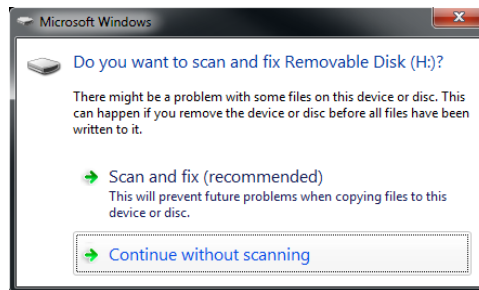 Microsoft Windows
Do you want to scan and fix Removable Disk (H:)?
There might be a problem with some files on this device or disc. This
can happen if you remove the device or disc before all files have been
written to it.
Scan and fix (recommended)
This will prevent future problems when copying files to this
device or disc.
Continue without scanning